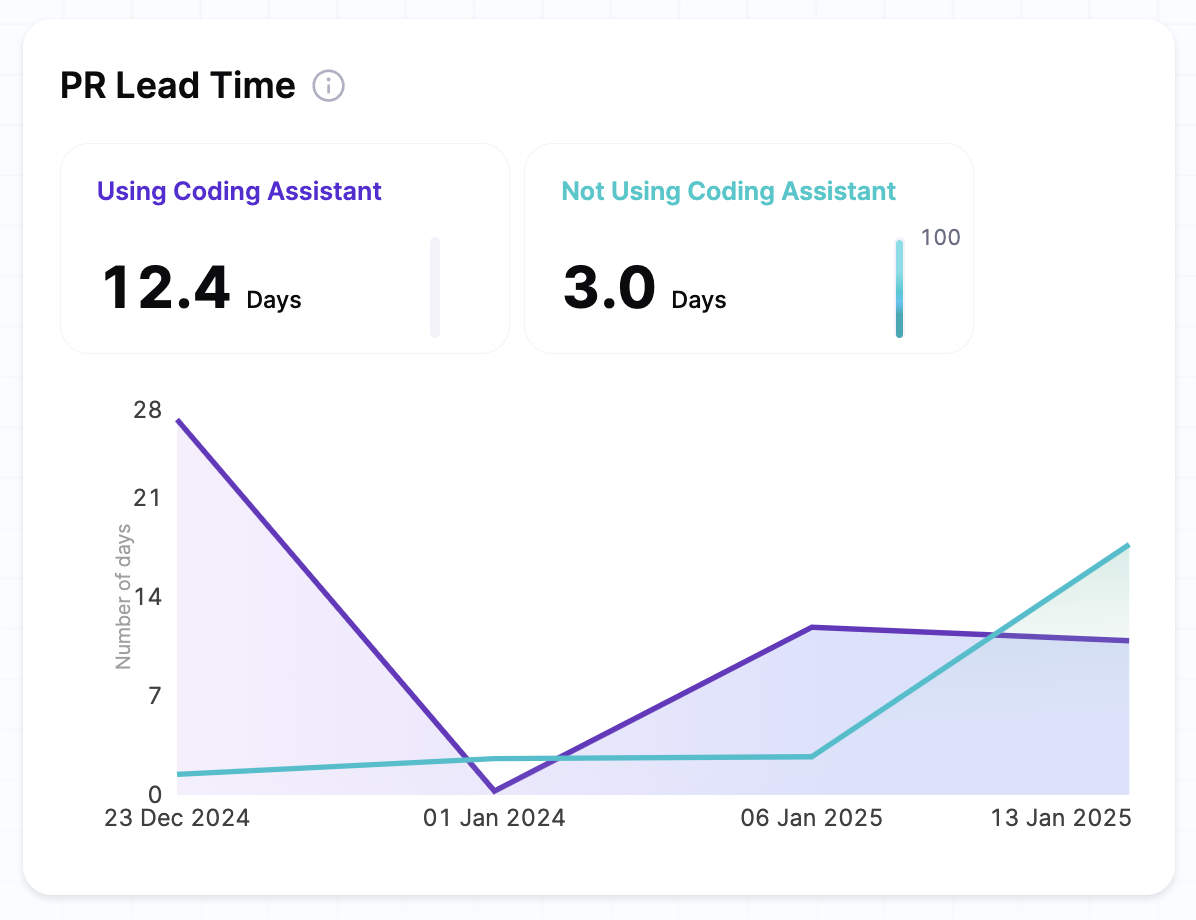 PR Lead Time
Using Coding Assistant
12.4 Days
Not Using Coding Assistant
100
3.0 Days
28
21
14
7
0
Number of days
23 Dec 2024
01 Jan 2024
06 Jan 2025
13 Jan 2025